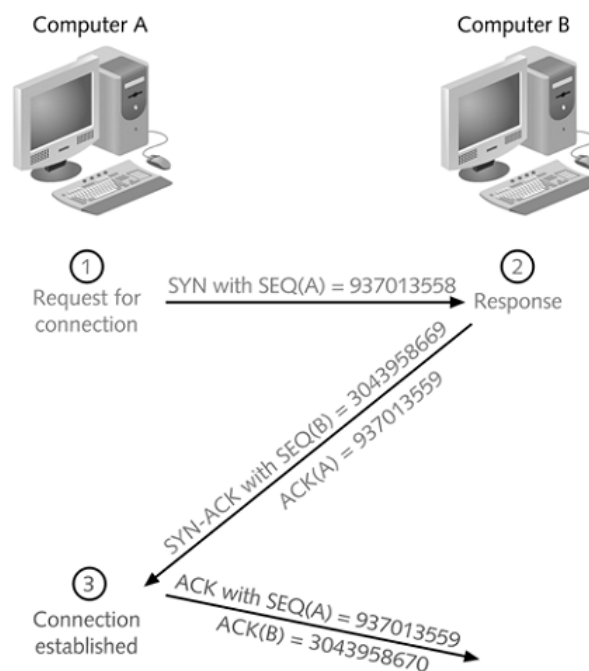 Computer A
Computer B
1
Request for
connection
SYN with SEQ(A) = 937013558
2
Response
SYN-ACK with SEQ(B) = 3043958669
ACK(A) = 937013559
3
Connection
established
ACK with SEQ(A) = 937013559
ACK(B) = 3043958670